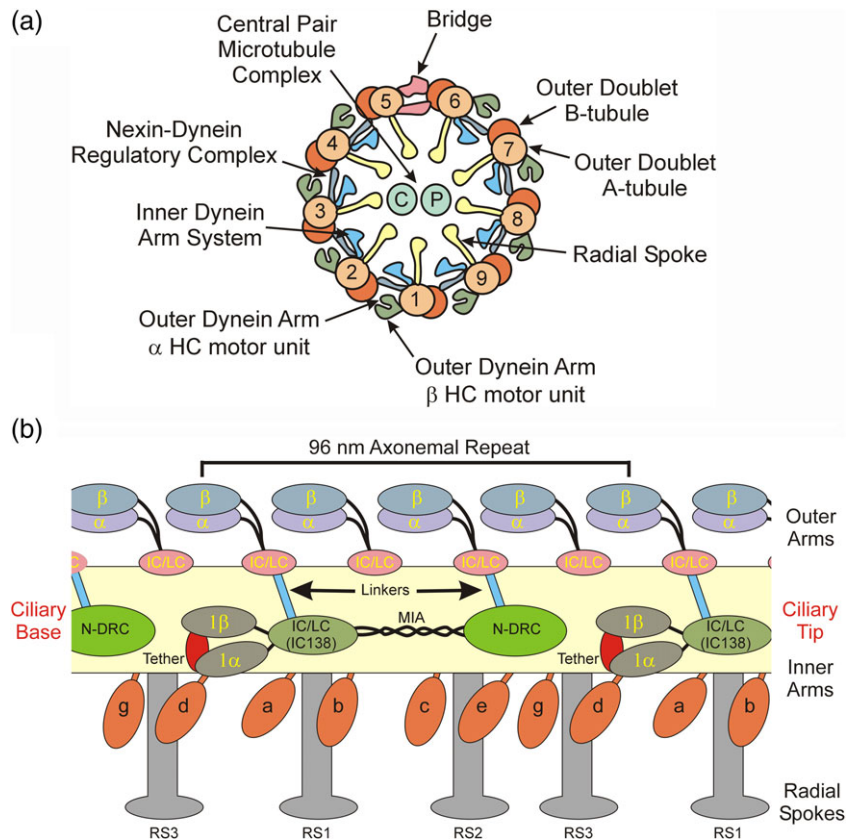 (a)
Central Pair
Microtubule
Complex
Bridge
Outer Doublet
B-tubule
Nexin-Dynein
Regulatory Complex
Outer Doublet
A-tubule
Inner Dynein
Arm System
Radial Spoke
Outer Dynein Arm
α HC motor unit
Outer Dynein Arm
β HC motor unit
5
6
4
7
3
C
P
8
2
9
1
(b)
96 nm Axonemal Repeat
β β β β β β
α α α α α α
Outer
Arms
C IC/LC IC/LC IC/LC IC/LC IC/LC IC/LC
Linkers
Ciliary
Base
N-DRC
1β
1α
Tether
IC/LC
(IC138)
MIA
N-DRC
1β
1α
Tether
IC/LC
(IC138)
Ciliary
Tip
Inner
Arms
g d a b c e g d a b
Radial
Spokes
RS3 RS1 RS2 RS3 RS1